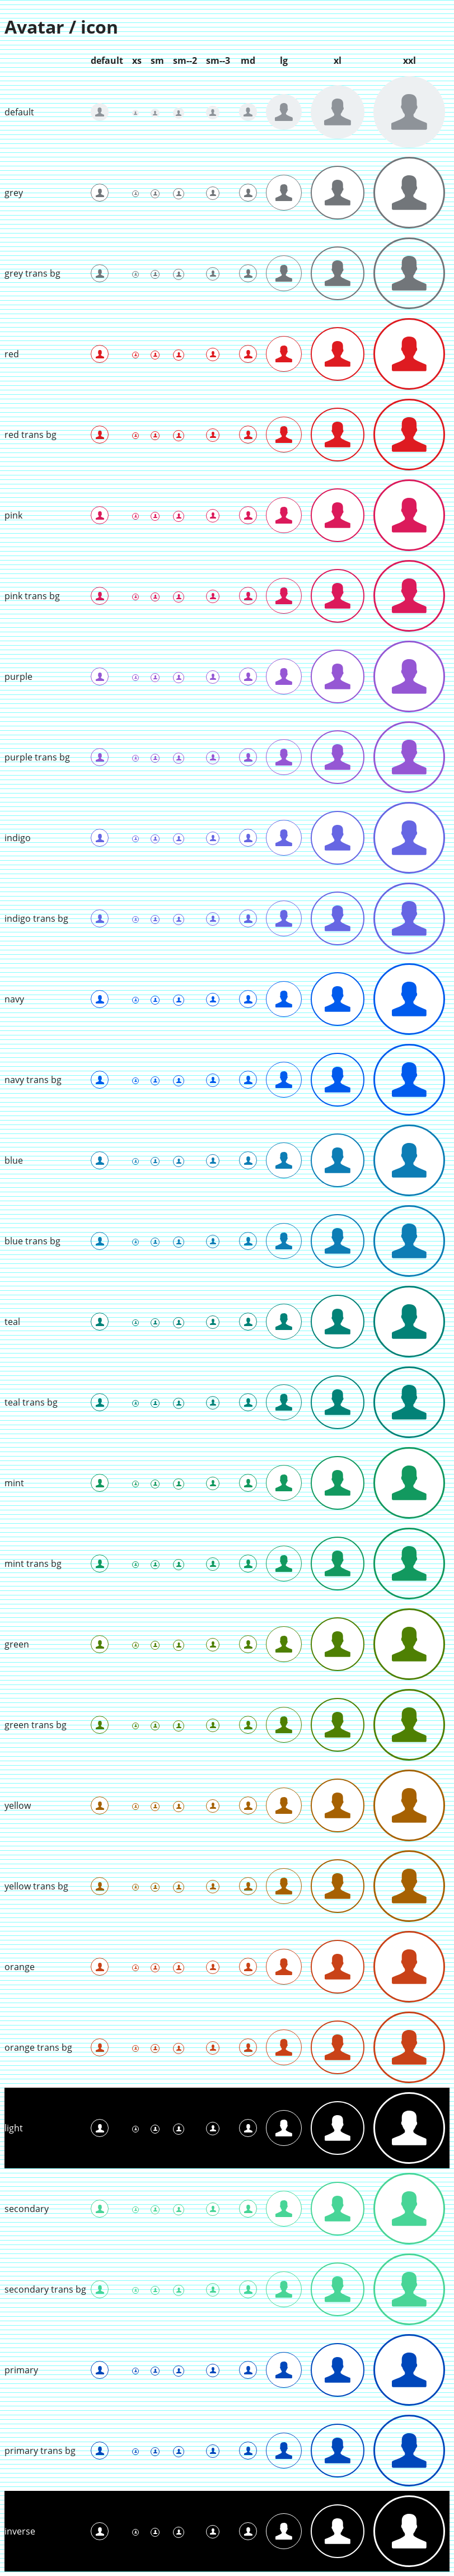 Avatar / icon
default xs sm sm--2 sm--3 md lg xl xxl
default
grey
grey trans bg
red
red trans bg
pink
pink trans bg
purple
purple trans bg
indigo
indigo trans bg
navy
navy trans bg
blue
blue trans bg
teal
teal trans bg
mint
mint trans bg
green
green trans bg
yellow
yellow trans bg
orange
orange trans bg
light
secondary
secondary trans bg
primary
primary trans bg
inverse